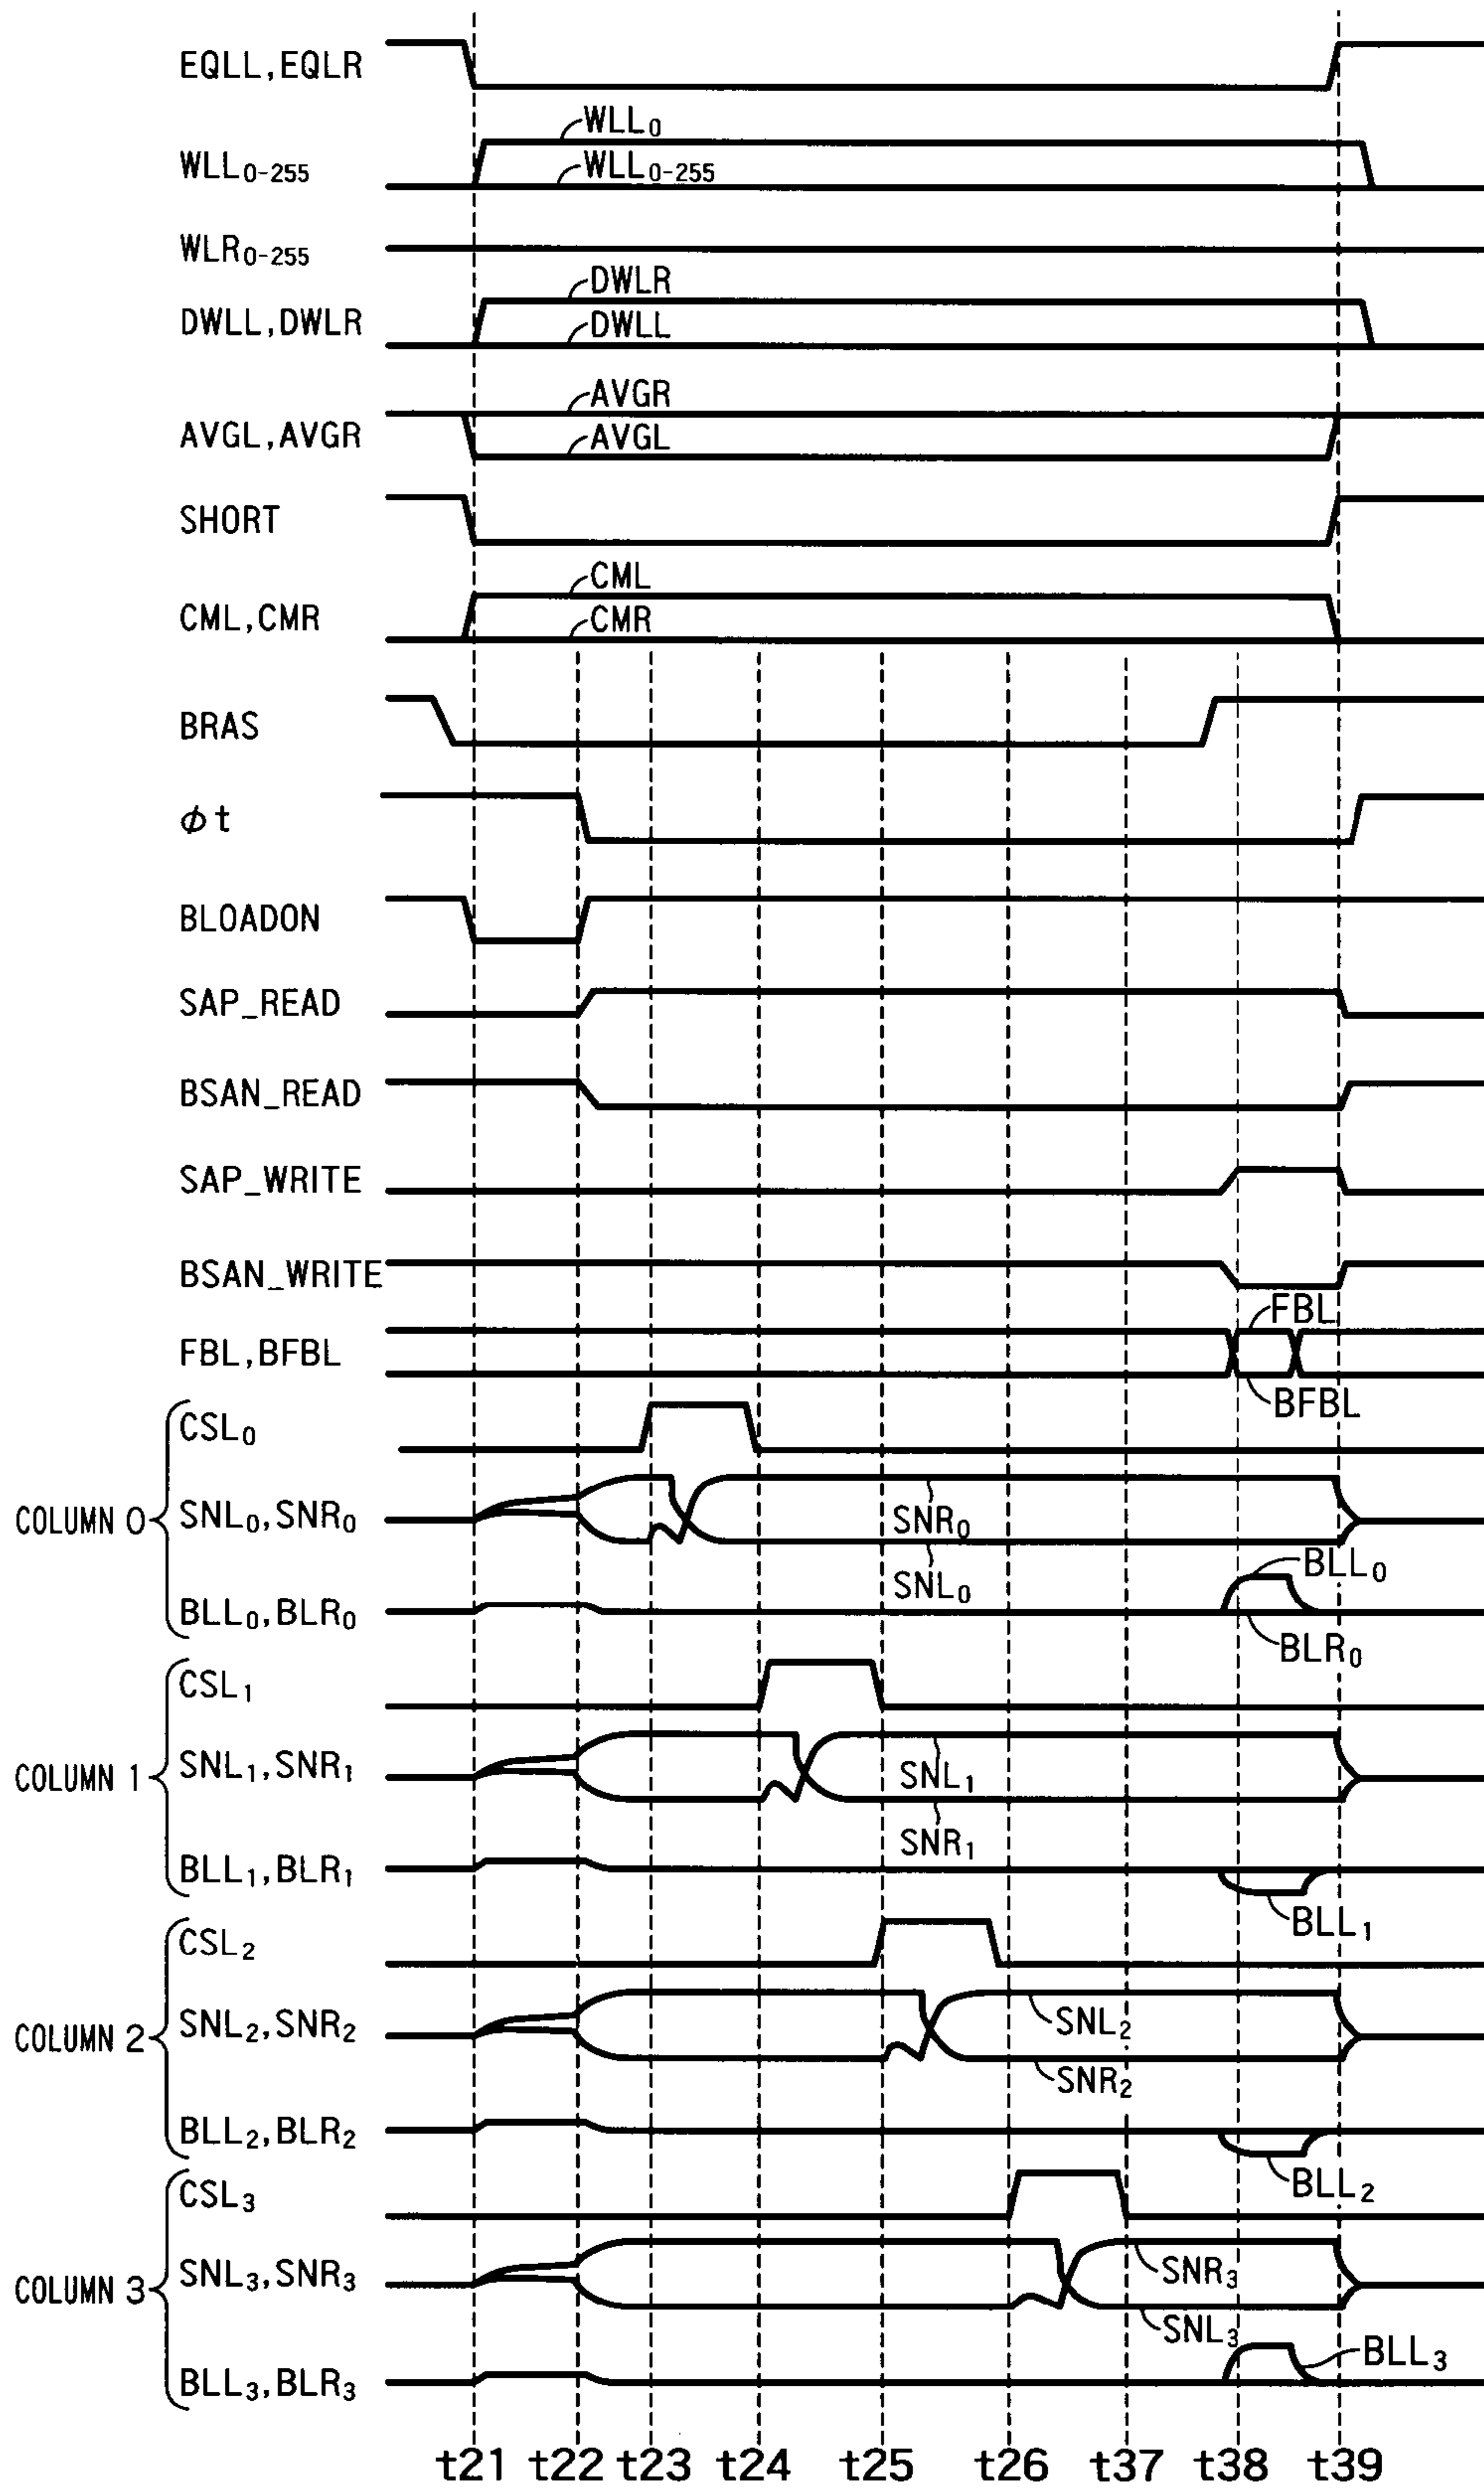 EQLL,EQLR
WLL₀
WLL₀₋₂₅₅
WLL₀₋₂₅₅
WLR₀₋₂₅₅
DWLR
DWLL,DWLR
DWLL
AVGR
AVGL,AVGR
AVGL
SHORT
CML
CML,CMR
CMR
BRAS
φt
BLOADON
SAP_READ
BSAN_READ
SAP_WRITE
BSAN_WRITE
FBL
FBL,BFBL
BFBL
CSL₀
COLUMN 0
SNL₀,SNR₀
SNR₀
SNL₀
BLL₀
BLL₀,BLR₀
BLR₀
CSL₁
COLUMN 1
SNL₁,SNR₁
SNL₁
SNR₁
BLL₁,BLR₁
BLL₁
CSL₂
COLUMN 2
SNL₂,SNR₂
SNL₂
SNR₂
BLL₂,BLR₂
BLL₂
CSL₃
COLUMN 3
SNL₃,SNR₃
SNR₃
SNL₃
BLL₃
BLL₃,BLR₃
t21 t22 t23 t24 t25 t26 t37 t38 t39